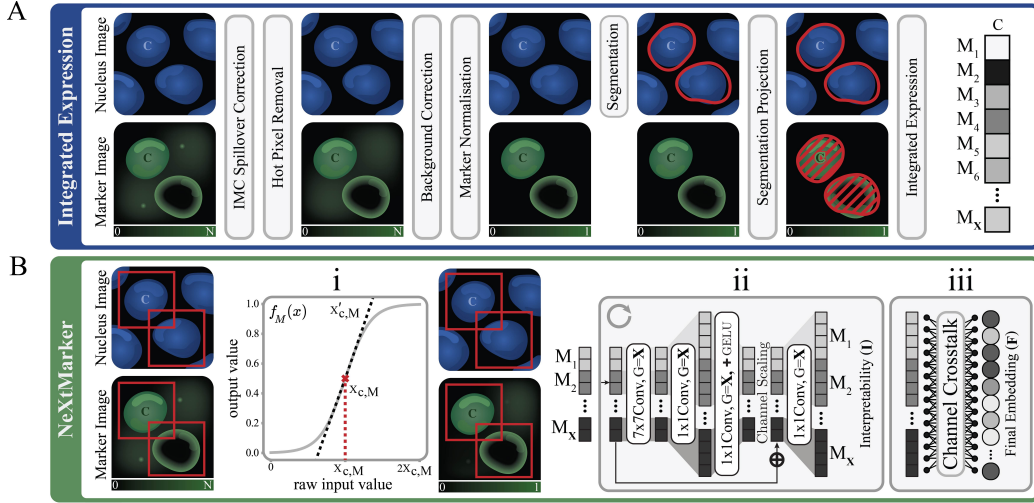 A
Integrated Expression
Nucleus Image
Marker Image
C
C
0 N
IMC Spillover Correction
Hot Pixel Removal
C
C
0 N
Background Correction
Marker Normalisation
C
C
0 1
Segmentation
C
C
0 1
Segmentation Projection
C
C
0 1
Integrated Expression
C
M1
M2
M3
M4
M5
M6
...
Mx
B
NeXtMarker
Nucleus Image
Marker Image
C
C
0 N
i
fM(x)
x′c,M
xc,M
output value
1.0
0.8
0.6
0.4
0.2
0.0
0 xc,M 2xc,M
raw input value
C
C
0 1
ii
M1
M2
...
Mx
7x7Conv, G=X
1x1Conv, G=X
1x1Conv, G=X, + GELU
Channel Scaling
1x1Conv, G=X
M1
M2
...
Mx
Interpretability (I)
iii
Channel Crosstalk
Final Embedding (F)